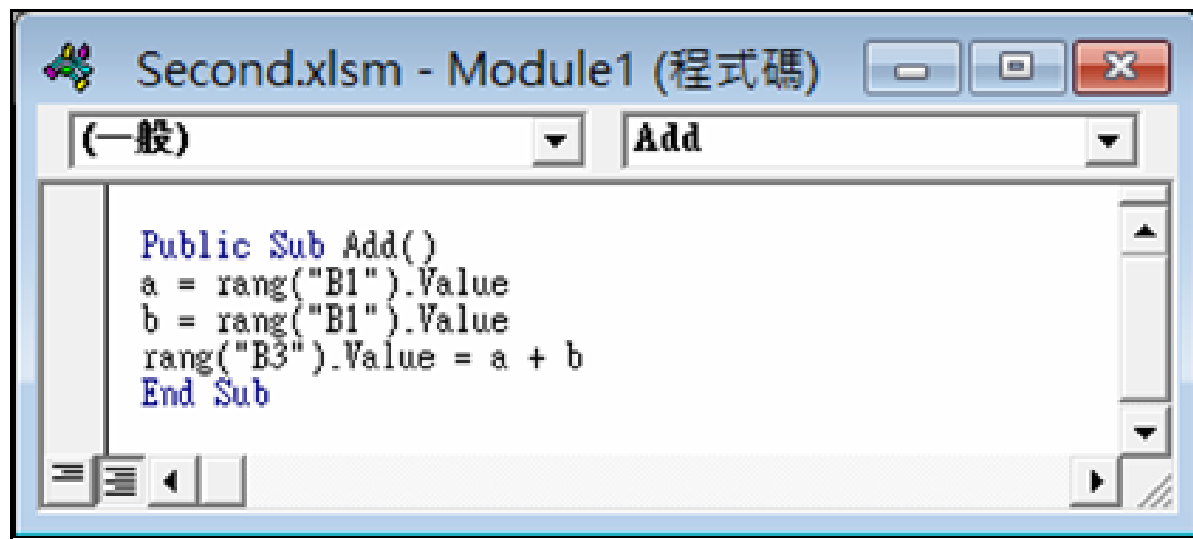 Second.xlsm - Module1 (程式碼)
(一般)
Add
Public Sub Add()
a = rang("B1").Value
b = rang("B1").Value
rang("B3").Value = a + b
End Sub